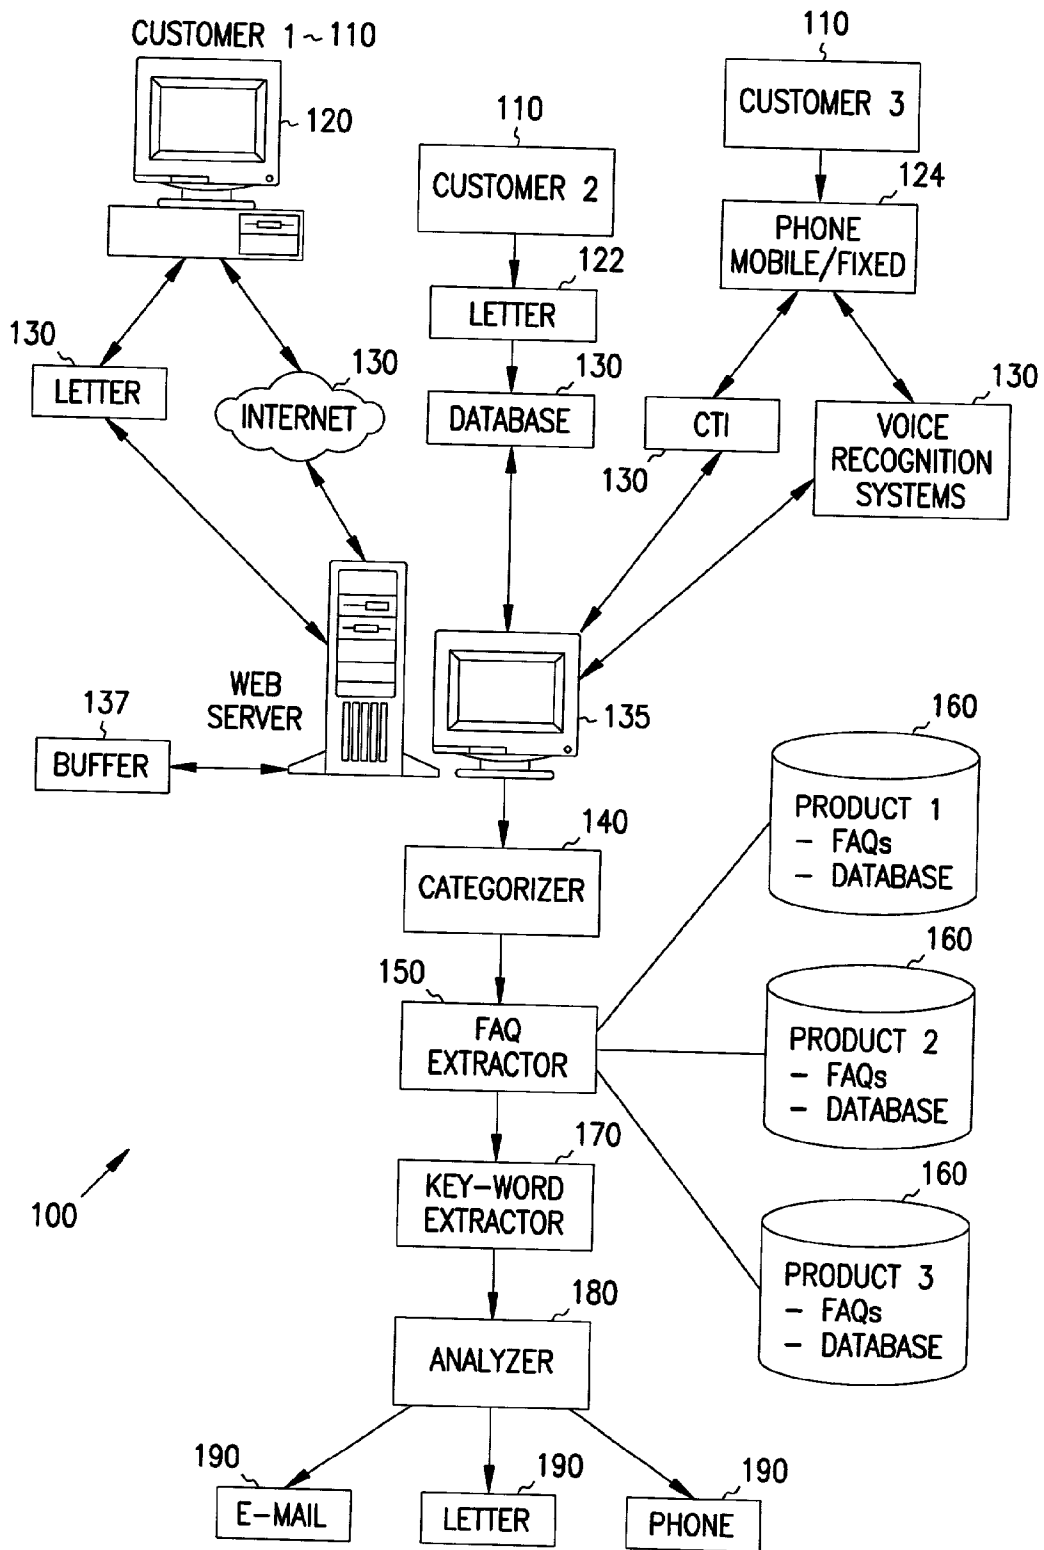 CUSTOMER 1~110
120
110
CUSTOMER 2
110
CUSTOMER 3
124
PHONE
MOBILE/FIXED
122
LETTER
130
LETTER
130
INTERNET
130
DATABASE
CTI
130
130
VOICE
RECOGNITION
SYSTEMS
WEB
SERVER
135
137
BUFFER
140
CATEGORIZER
150
FAQ
EXTRACTOR
160
PRODUCT 1
- FAQs
- DATABASE
160
PRODUCT 2
- FAQs
- DATABASE
170
KEY-WORD
EXTRACTOR
160
PRODUCT 3
- FAQs
- DATABASE
100
180
ANALYZER
190
E-MAIL
190
LETTER
190
PHONE